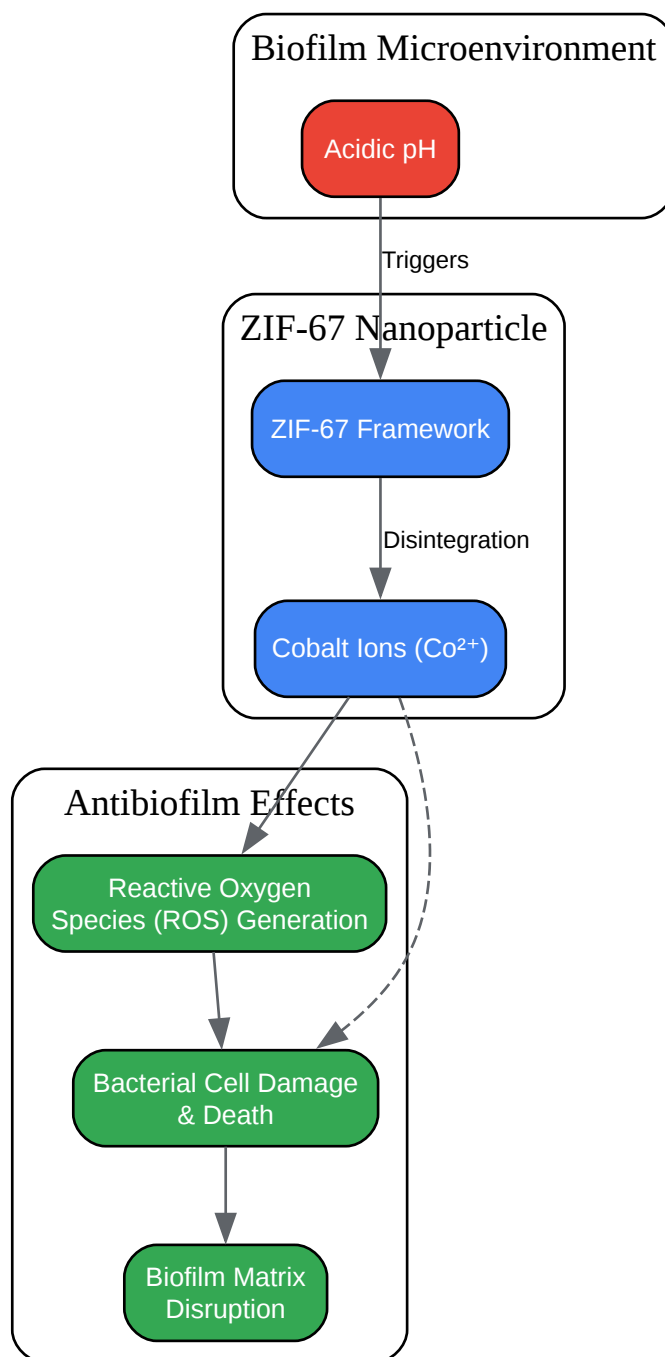 Biofilm Microenvironment
Acidic pH
Triggers
ZIF-67 Nanoparticle
ZIF-67 Framework
Disintegration
Cobalt Ions (Co²⁺)
Antibiofilm Effects
Reactive Oxygen
Species (ROS) Generation
Bacterial Cell Damage
& Death
Biofilm Matrix
Disruption